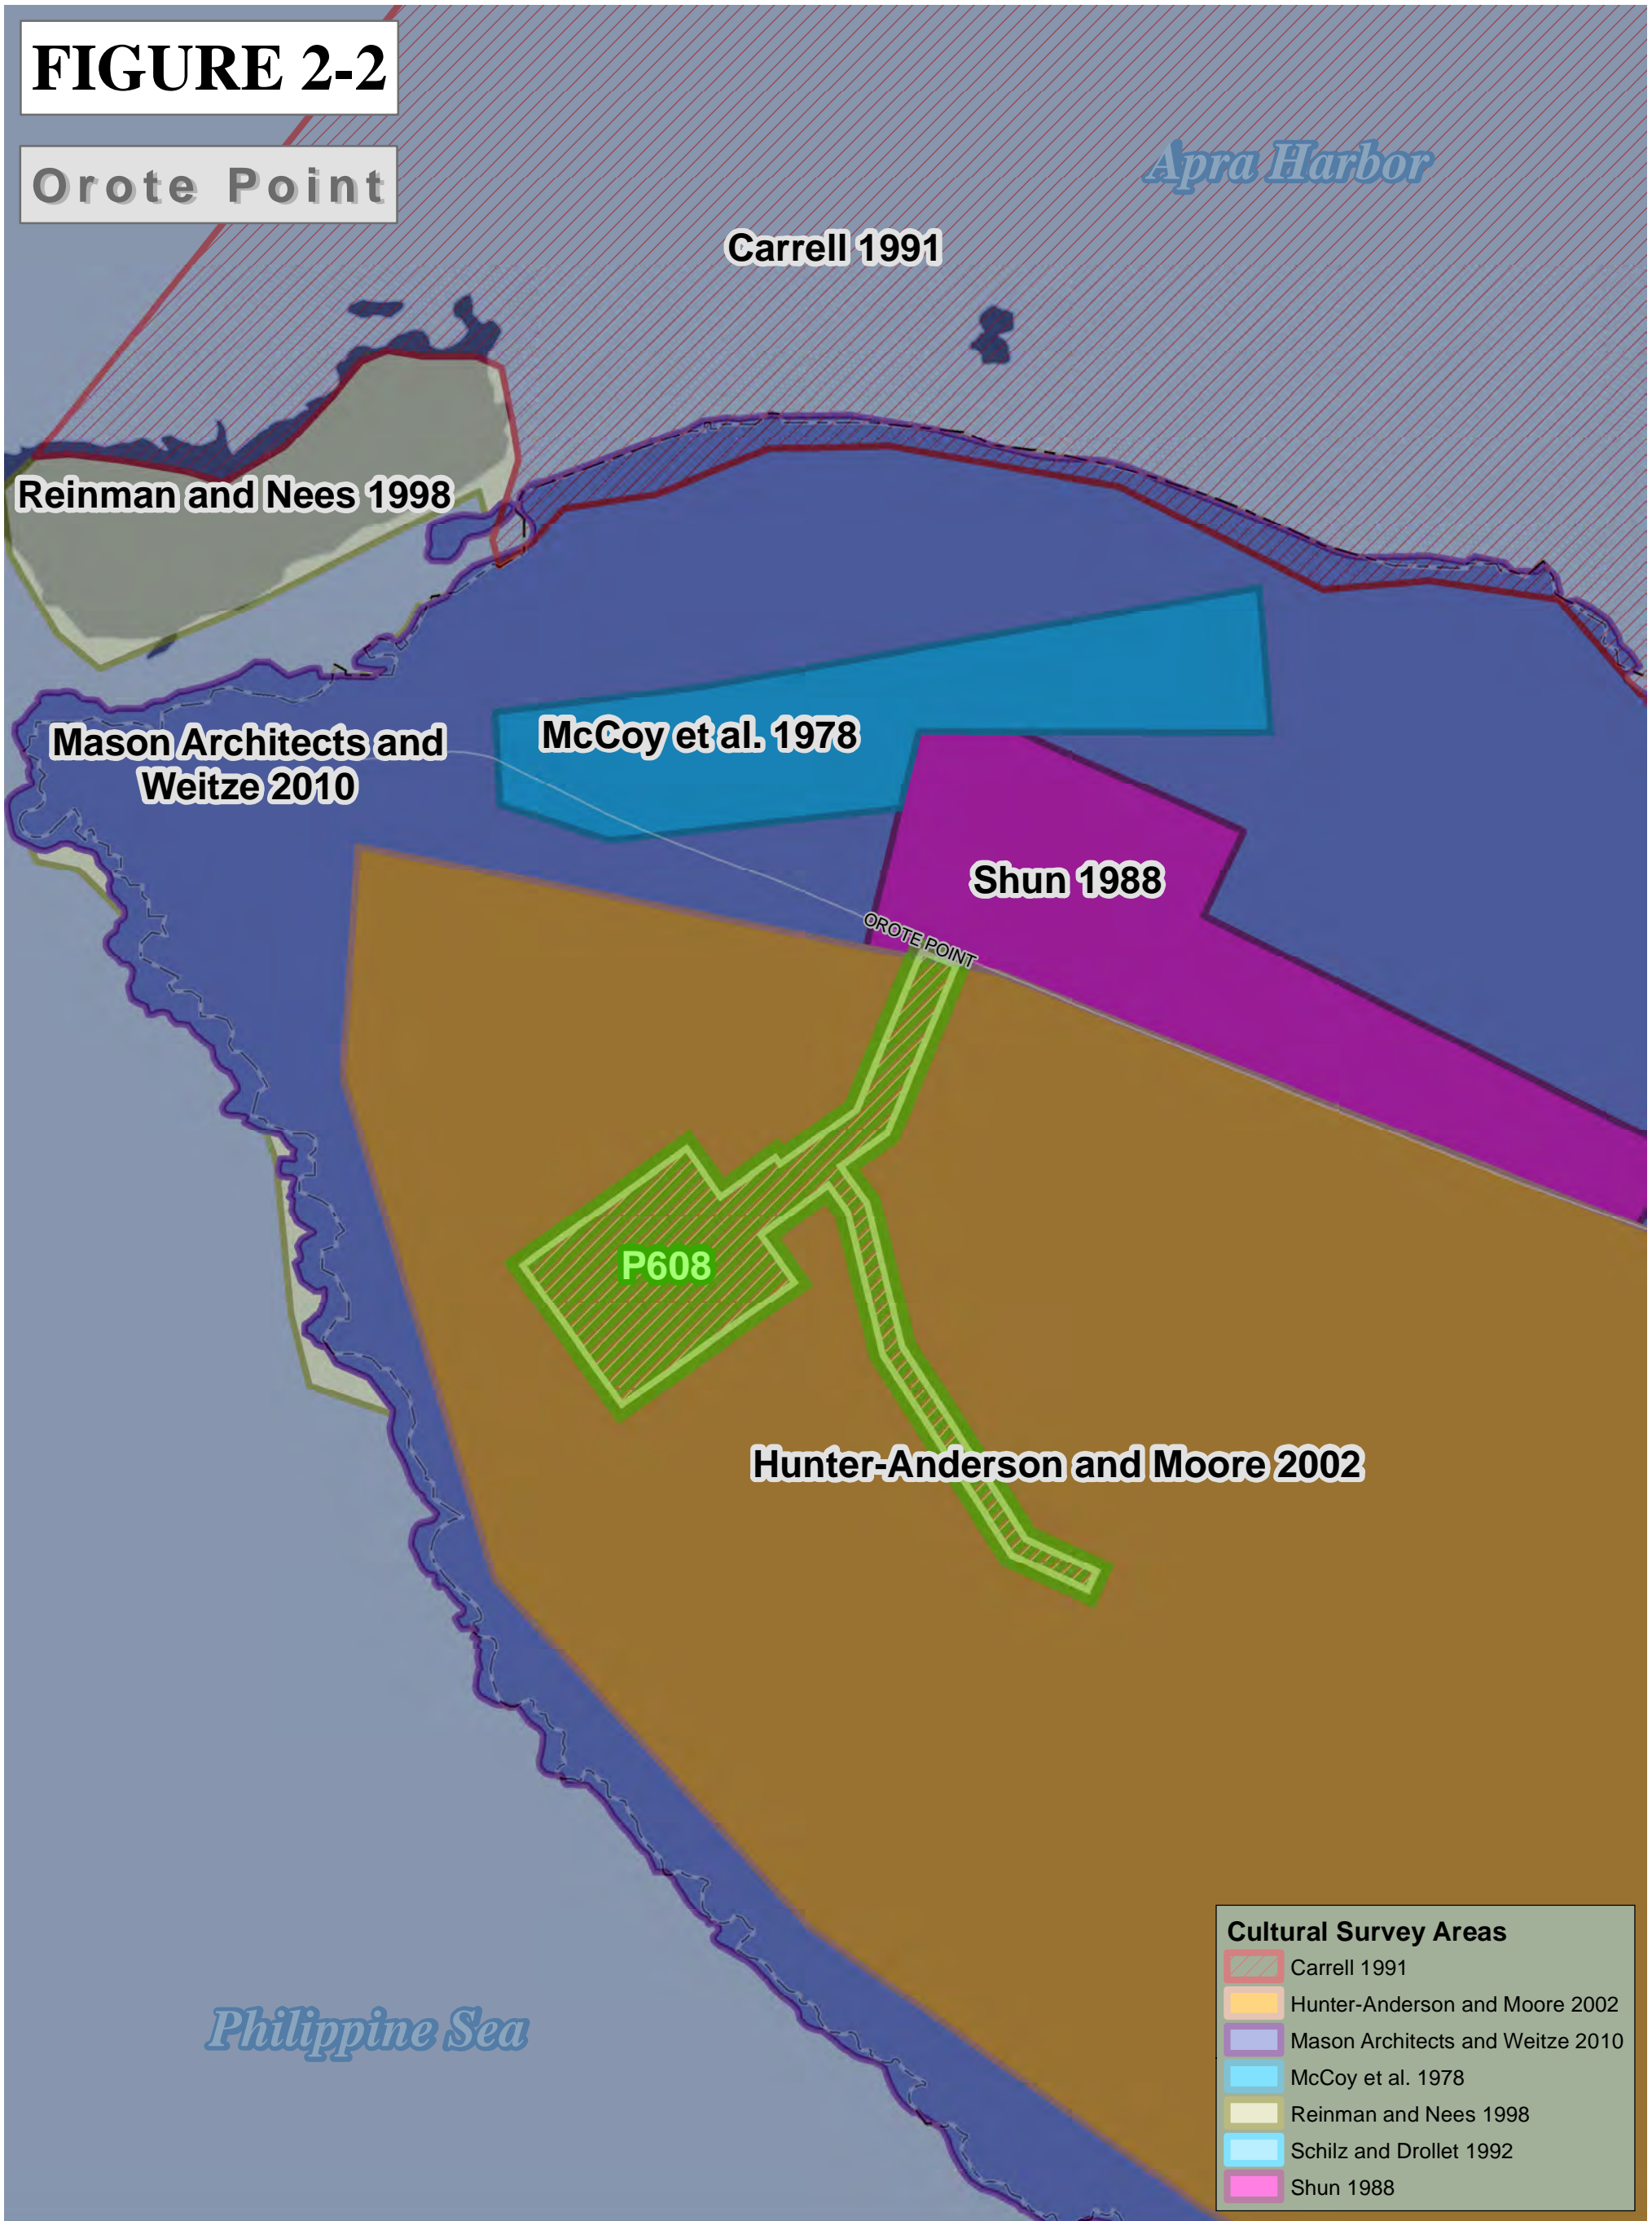 FIGURE 2-2
Orote Point
Apra Harbor
Carrell 1991
Reinman and Nees 1998
Mason Architects and
Weitze 2010
McCoy et al. 1978
Shun 1988
OROTE POINT
P608
Hunter-Anderson and Moore 2002
Philippine Sea
Cultural Survey Areas
Carrell 1991
Hunter-Anderson and Moore 2002
Mason Architects and Weitze 2010
McCoy et al. 1978
Reinman and Nees 1998
Schilz and Drollet 1992
Shun 1988